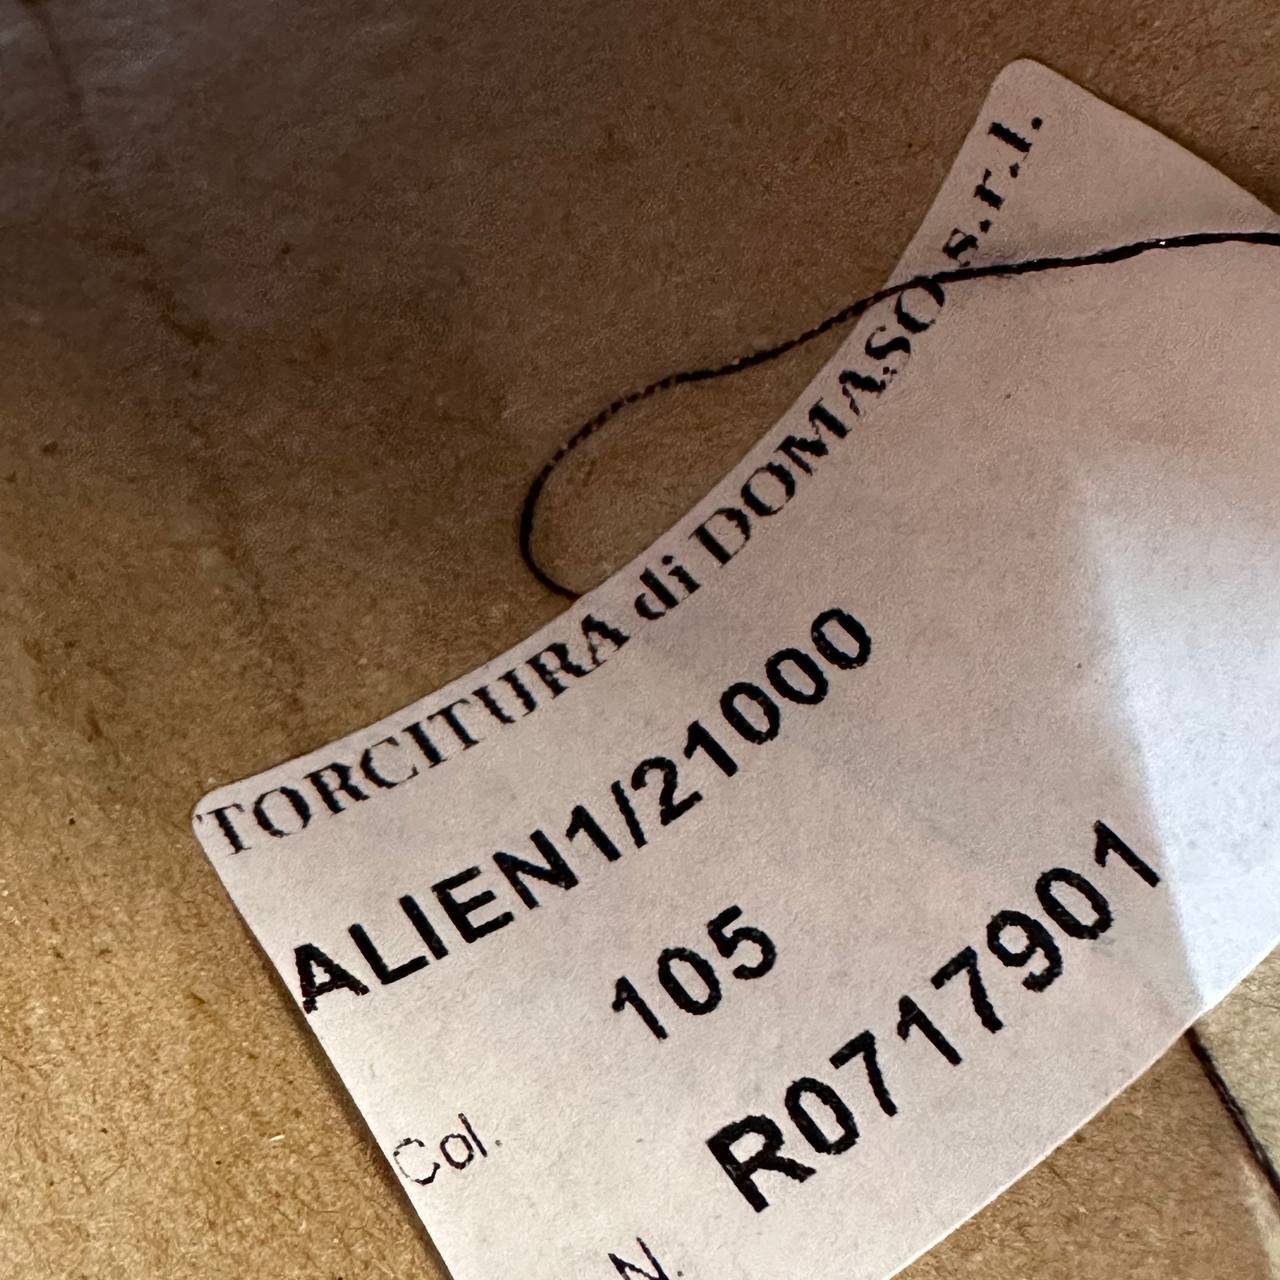 TORCITURA di DOMASO s.r.l.
ALIEN1/21000
Col. 105
N. R0717901